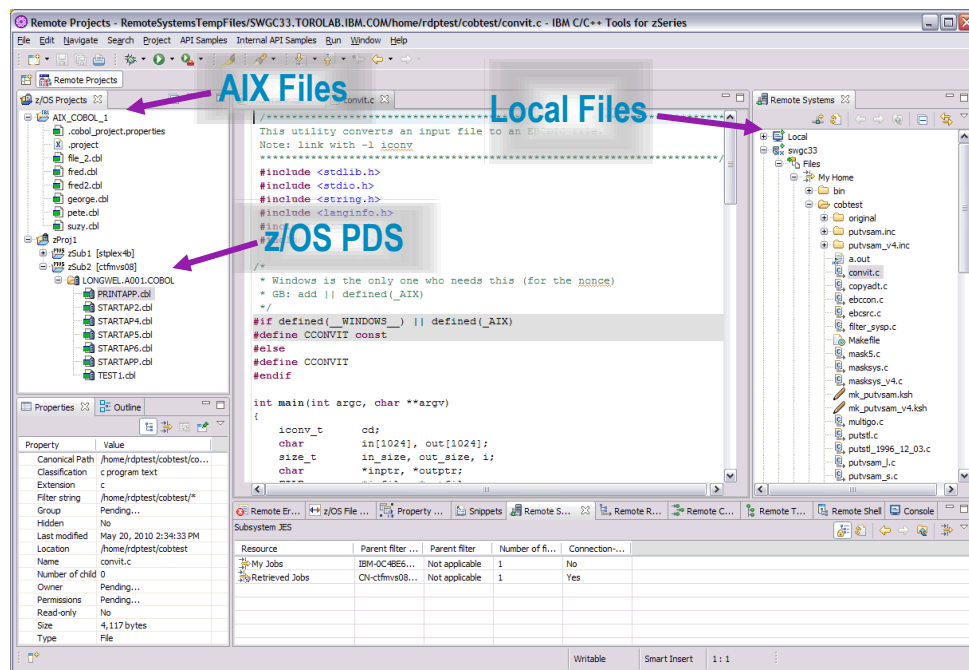 Remote Projects - RemoteSystemsTempFiles/SWGC33.TOROLAB.IBM.COM/home/rdptest/cobtest/convit.c - IBM C/C++ Tools for zSeries
File Edit Navigate Search Project API Samples Internal API Samples Run Window Help
Remote Projects
z/OS Projects
AIX_COBOL_1
.cobol_project.properties
.project
file_2.cbl
fred.cbl
fred2.cbl
george.cbl
pete.cbl
suzy.cbl
zProj1
zSub1 [stplex4b]
zSub2 [ctfmvs08]
LONGWEL.A001.COBOL
PRINTAPP.cbl
STARTAP2.cbl
STARTAP4.cbl
STARTAP5.cbl
STARTAP6.cbl
STARTAPP.cbl
TEST1.cbl
AIX Files
Local Files
z/OS PDS
convit.c
/****************************************************************
This utility converts an input file to an
Note: link with -l iconv
****************************************************************/
#include <stdlib.h>
#include <stdio.h>
#include <string.h>
#include <langinfo.h>
/*
* Windows is the only one who needs this (for the nonce)
* GB: add || defined(_AIX)
*/
#if defined(__WINDOWS__) || defined(_AIX)
#define CCONVIT const
#else
#define CCONVIT
#endif
int main(int argc, char **argv)
{
iconv_t cd;
char in[1024], out[1024];
size_t in_size, out_size, i;
char *inptr, *outptr;
Remote Systems
Local
swgc33
Files
My Home
bin
cobtest
original
putvsam.inc
putvsam_v4.inc
a.out
convit.c
copyadt.c
ebccon.c
ebcsrc.c
filter_sysp.c
Makefile
mask5.c
masksys.c
masksys_v4.c
mk_putvsam.ksh
mk_putvsam_v4.ksh
multigo.c
putstl.c
putstl_1996_12_03.c
putvsam_l.c
putvsam_s.c
Properties Outline
Property Value
Canonical Path /home/rdptest/cobtest/co...
Classification c program text
Extension c
Filter string /home/rdptest/cobtest/*
Group Pending...
Hidden No
Last modified May 20, 2010 2:34:33 PM
Location /home/rdptest/cobtest
Name convit.c
Number of child 0
Owner Pending...
Permissions Pending...
Read-only No
Size 4,117 bytes
Type File
Remote Er... z/OS File ... Property ... Snippets Remote S... Remote R... Remote C... Remote T... Remote Shell Console
Subsystem JES
Resource Parent filter ... Parent filter Number of fi... Connection-...
My Jobs IBM-0C4BE6... Not applicable 1 No
Retrieved Jobs CN-ctfmvs08... Not applicable 1 Yes
Writable Smart Insert 1 : 1